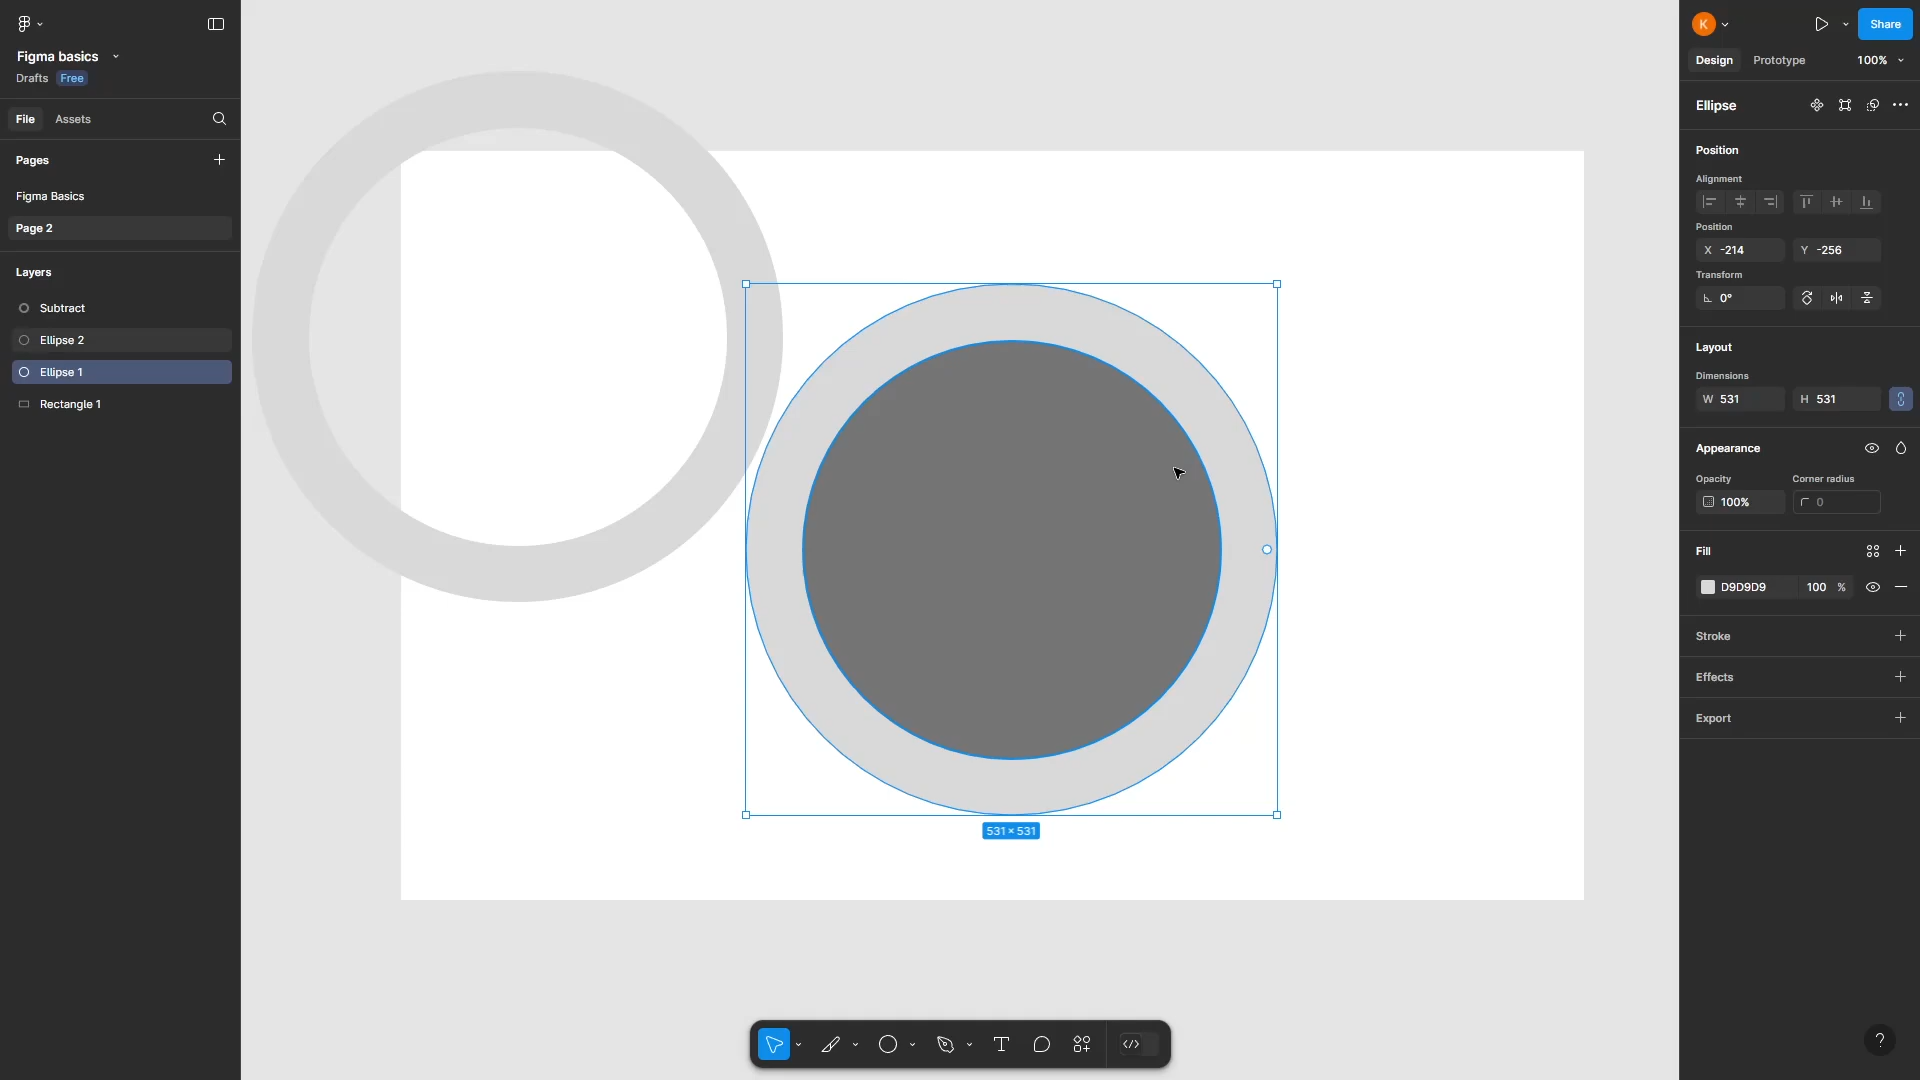 Figma basics
Drafts Free
File Assets
Pages
Figma Basics
Page 2
Layers
Subtract
Ellipse 2
Ellipse 1
Rectangle 1
531 × 531
K
Share
Design Prototype 100%
Ellipse
Position
Alignment
Position
X -214 Y -256
Transform
0°
Layout
Dimensions
W 531 H 531
Appearance
Opacity Corner radius
100% 0
Fill
D9D9D9 100 %
Stroke
Effects
Export
?